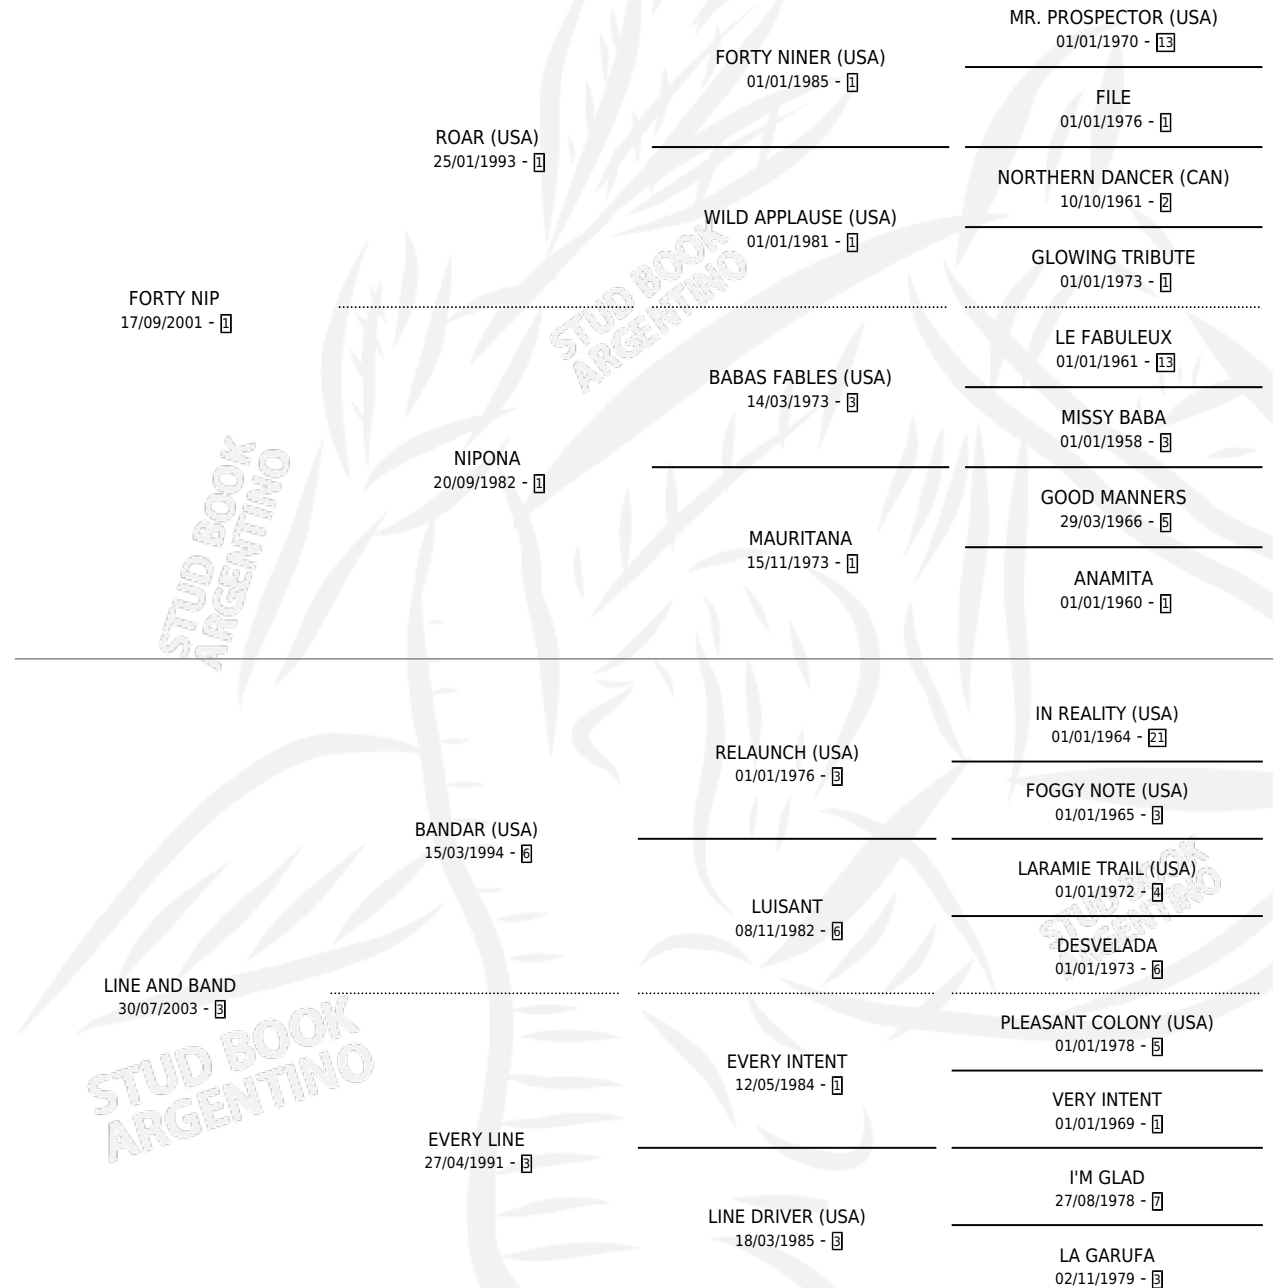 MR. PROSPECTOR (USA)
01/01/1970 - 13
FORTY NINER (USA)
01/01/1985 - 1
FILE
01/01/1976 - 1
ROAR (USA)
25/01/1993 - 1
NORTHERN DANCER (CAN)
10/10/1961 - 2
WILD APPLAUSE (USA)
01/01/1981 - 1
GLOWING TRIBUTE
01/01/1973 - 1
FORTY NIP
17/09/2001 - 1
LE FABULEUX
01/01/1961 - 13
BABAS FABLES (USA)
14/03/1973 - 3
MISSY BABA
01/01/1958 - 3
NIPONA
20/09/1982 - 1
GOOD MANNERS
29/03/1966 - 5
MAURITANA
15/11/1973 - 1
ANAMITA
01/01/1960 - 1
STUD BOOK
ARGENTINO
STUD BOOK
ARGENTINO
IN REALITY (USA)
01/01/1964 - 21
RELAUNCH (USA)
01/01/1976 - 3
FOGGY NOTE (USA)
01/01/1965 - 3
BANDAR (USA)
15/03/1994 - 6
LARAMIE TRAIL (USA)
01/01/1972 - 4
LUISANT
08/11/1982 - 6
DESVELADA
01/01/1973 - 6
STUD BOOK
ARGENTINO
LINE AND BAND
30/07/2003 - 3
PLEASANT COLONY (USA)
01/01/1978 - 5
EVERY INTENT
12/05/1984 - 1
VERY INTENT
01/01/1969 - 1
STUD BOOK
ARGENTINO
EVERY LINE
27/04/1991 - 3
I'M GLAD
27/08/1978 - 7
LINE DRIVER (USA)
18/03/1985 - 3
LA GARUFA
02/11/1979 - 3